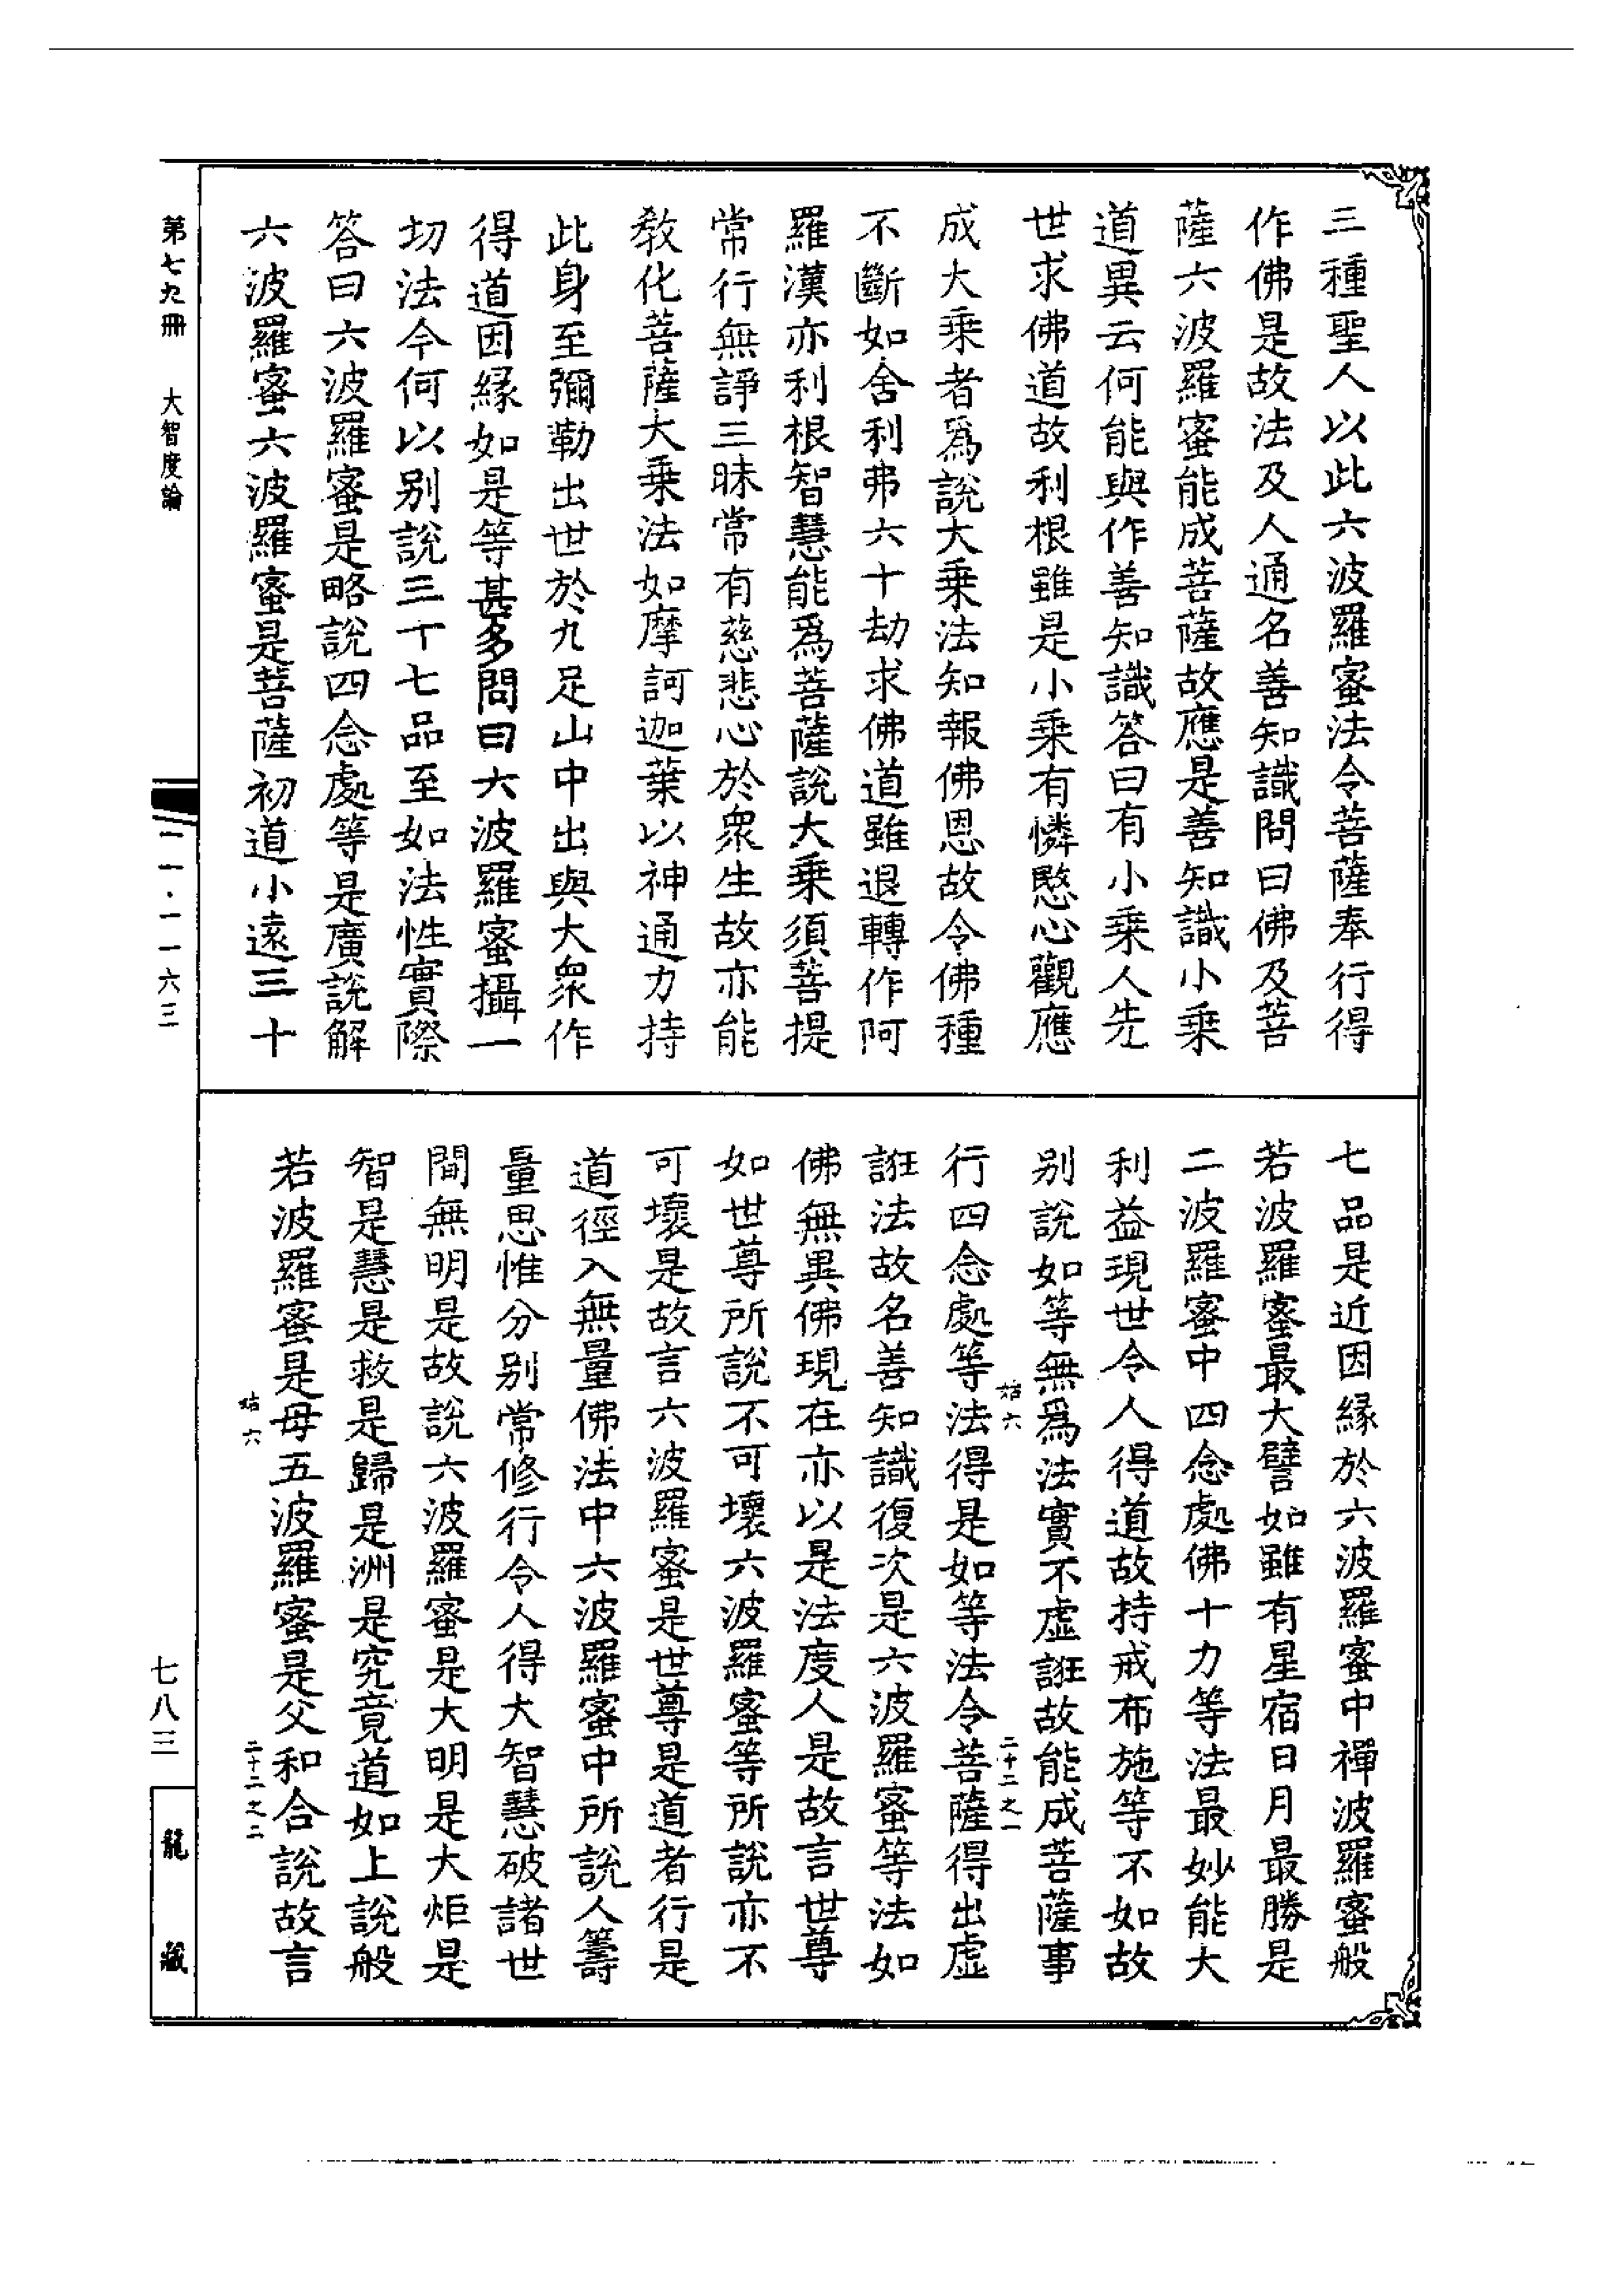 三種聖人以此六波羅蜜法令菩薩奉行得
作佛是故法及人通名善知識問曰佛及菩
薩六波羅蜜能成菩薩故應是善知識小乘
道異云何能與作善知識答曰有小乘人先
世求佛道故利根雖是小乘有憐愍心觀應
成大乘者爲說大乘法知報佛恩故令佛種
不斷如舍利弗六十劫求佛道雖退轉作阿
羅漢亦利根智慧能爲菩薩說大乘須菩提
常行無諍三昧常有慈悲心於衆生故亦能
教化菩薩大乘法如摩訶迦葉以神通力持
此身至彌勒出世於九足山中出與大衆作
得道因緣如是等甚多問曰六波羅蜜攝一
切法今何以別說三十七品至如法性實際
答曰六波羅蜜是略說四念處等是廣說解
六波羅蜜六波羅蜜是菩薩初道小遠三十
七品是近因緣於六波羅蜜中禪波羅蜜般
若波羅蜜最大譬如雖有星宿日月最勝是
二波羅蜜中四念處佛十力等法最妙能大
利益現世令人得道故持戒布施等不如故
別說如等無爲法實不虛誑故能成菩薩事
姑六
二十二之一
行四念處等法得是如等法令菩薩得出虛
誑法故名善知識復次是六波羅蜜等法如
佛無異佛現在亦以是法度人是故言世尊
如世尊所說不可壞六波羅蜜等所說亦不
可壞是故言六波羅蜜是世尊是道者行是
道徑入無量佛法中六波羅蜜中所說人籌
量思惟分別常修行令人得大智慧破諸世
間無明是故說六波羅蜜是大明是大炬是
智是慧是救是歸是洲是究竟道如上說般
若波羅蜜是母五波羅蜜是父和合說故言
姑六
二十二之二
第七九冊
大智度論
二一·一一六三
七八三
龍藏